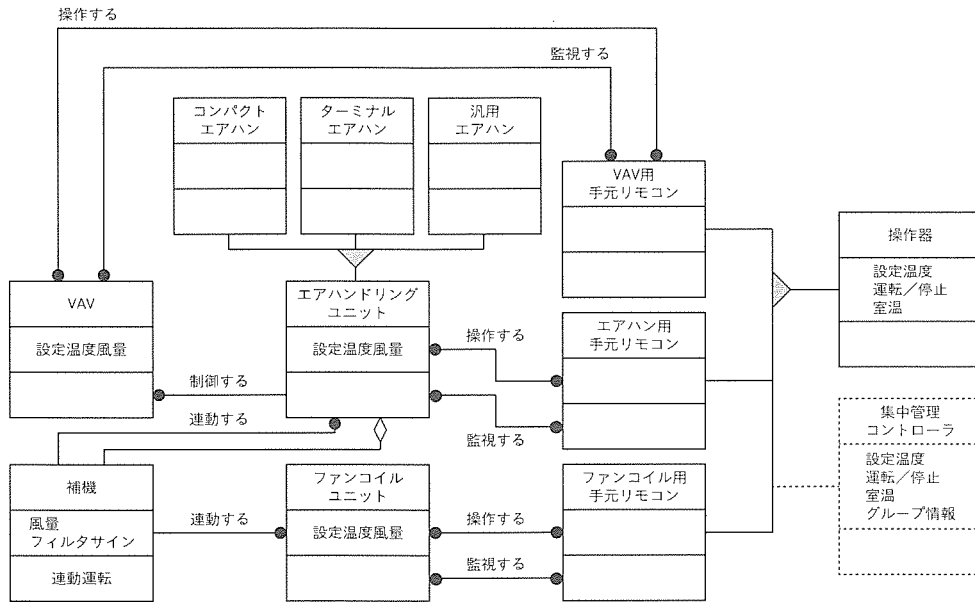 操作する
監視する
コンパクト
エアハン
ターミナル
エアハン
汎用
エアハン
VAV用
手元リモコン
操作器
設定温度
運転／停止
室温
VAV
設定温度風量
エアハンドリング
ユニット
設定温度風量
操作する
エアハン用
手元リモコン
制御する
連動する
監視する
集中管理
コントローラ
設定温度
運転／停止
室温
グループ情報
補機
風量
フィルタサイン
連動運転
連動する
ファンコイル
ユニット
設定温度風量
操作する
監視する
ファンコイル用
手元リモコン